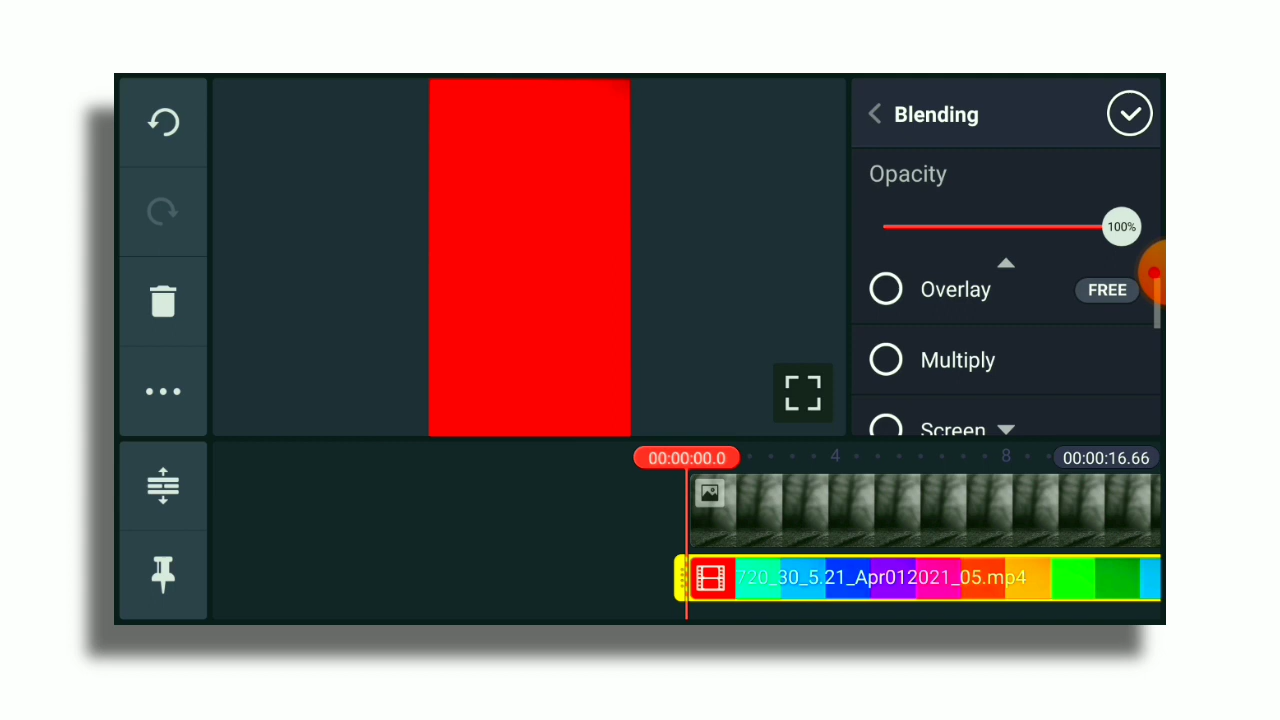 Blending
Opacity
100%
Overlay
FREE
Multiply
Screen
00:00:00.0
4
8
00:00:16.66
720_30_5.21_Apr012021_05.mp4